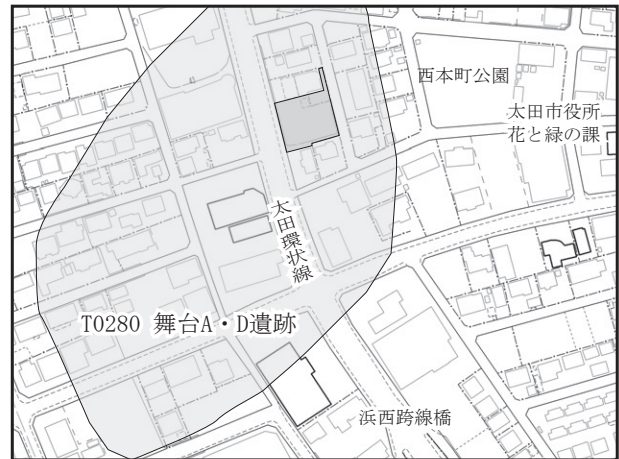 西本町公園
太田市役所
花と緑の課
太田環状線
T0280 舞台A・D遺跡
浜西跨線橋